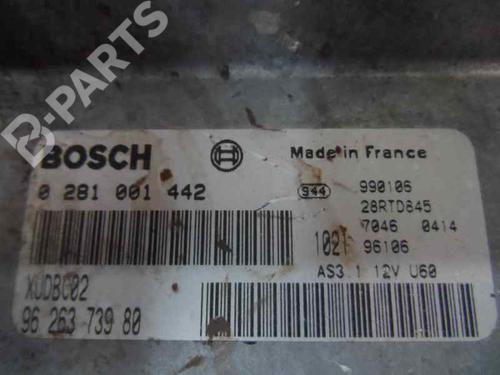 B-PARTS
BOSCH
Made in France
0 281 001 442
944 990106
28RTD645
7046 0414
1021 96106
AS3.1 12V U60
XUDBC02
96 263 739 80